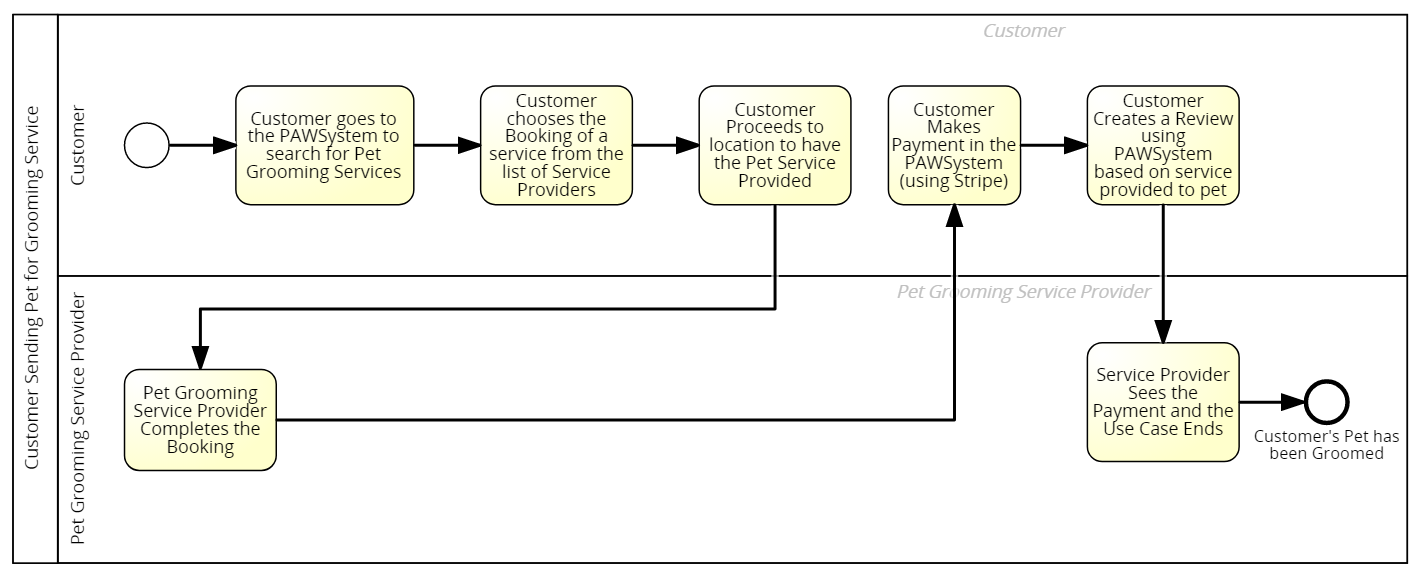 Customer Sending Pet for Grooming Service
Customer
Customer
Customer goes to
the PAWSystem to
search for Pet
Grooming Services
Customer
chooses the
Booking of a
service from the
list of Service
Providers
Customer
Proceeds to
location to have
the Pet Service
Provided
Customer
Makes
Payment in the
PAWSystem
(using Stripe)
Customer
Creates a Review
using
PAWSystem
based on service
provided to pet
Pet Grooming Service Provider
Pet Grooming Service Provider
Pet Grooming
Service Provider
Completes the
Booking
Service Provider
Sees the
Payment and the
Use Case Ends
Customer's Pet has
been Groomed